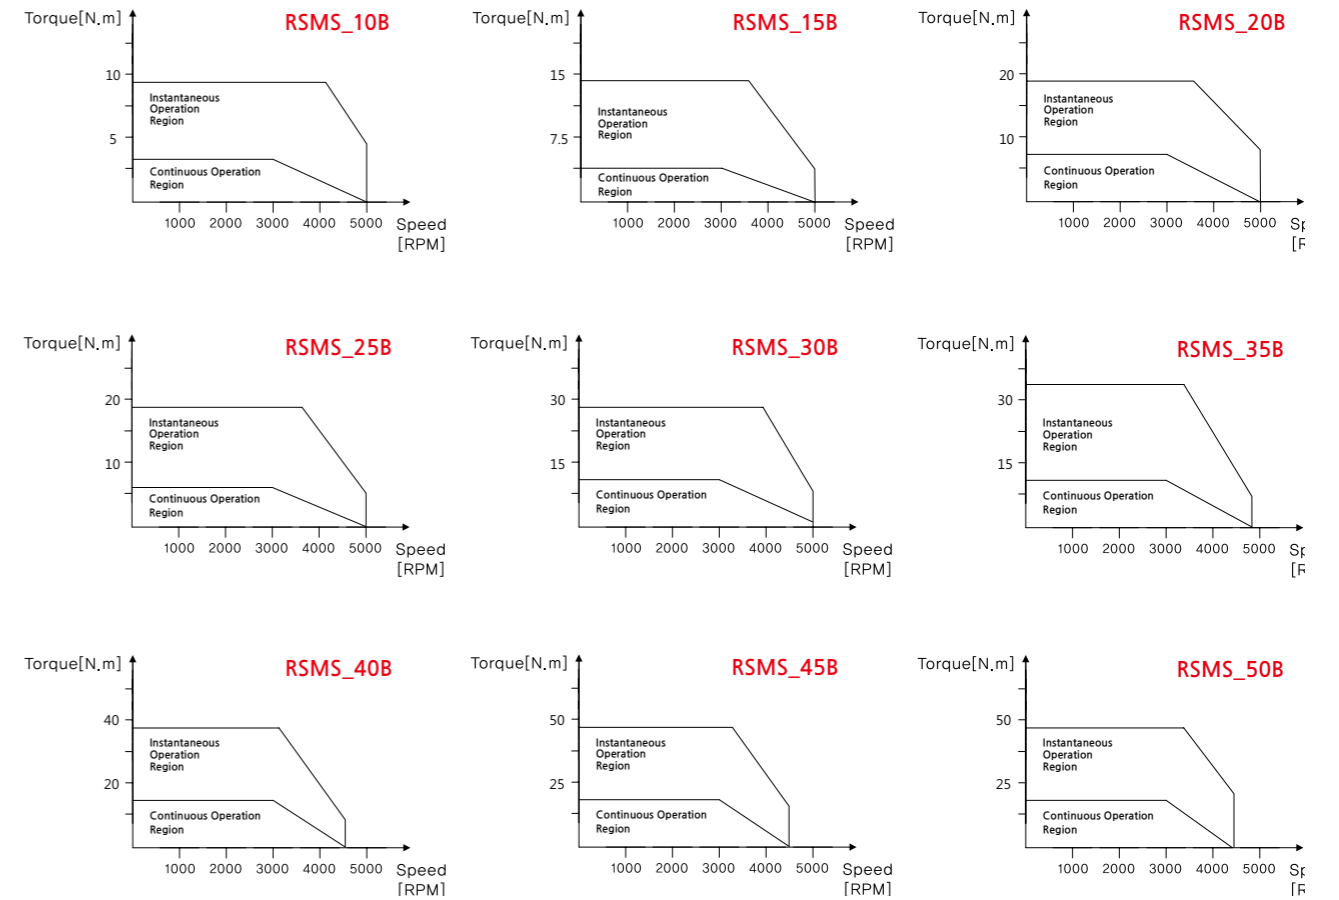 Torque[N.m]
RSMS_10B
10
Instantaneous
Operation
Region
5
Continuous Operation
Region
1000 2000 3000 4000 5000 Speed
[RPM]
Torque[N.m]
RSMS_15B
15
Instantaneous
Operation
Region
7.5
Continuous Operation
Region
1000 2000 3000 4000 5000 Speed
[RPM]
Torque[N.m]
RSMS_20B
20
Instantaneous
Operation
Region
10
Continuous Operation
Region
1000 2000 3000 4000 5000
Torque[N.m]
RSMS_25B
20
Instantaneous
Operation
Region
10
Continuous Operation
Region
1000 2000 3000 4000 5000 Speed
[RPM]
Torque[N.m]
RSMS_30B
30
Instantaneous
Operation
Region
15
Continuous Operation
Region
1000 2000 3000 4000 5000 Speed
[RPM]
Torque[N.m]
RSMS_35B
30
Instantaneous
Operation
Region
15
Continuous Operation
Region
1000 2000 3000 4000 5000
Torque[N.m]
RSMS_40B
40
Instantaneous
Operation
Region
20
Continuous Operation
Region
1000 2000 3000 4000 5000 Speed
[RPM]
Torque[N.m]
RSMS_45B
50
Instantaneous
Operation
Region
25
Continuous Operation
Region
1000 2000 3000 4000 5000 Speed
[RPM]
Torque[N.m]
RSMS_50B
50
Instantaneous
Operation
Region
25
Continuous Operation
Region
1000 2000 3000 4000 5000